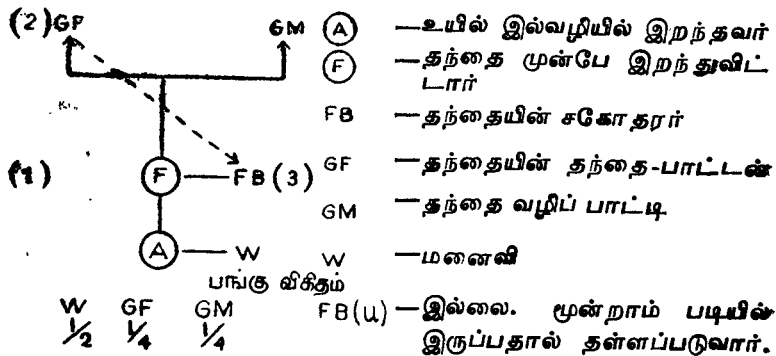 (2) GF GM (A) — உயில் இல்வழியில் இறந்தவர்
(F) — தந்தை முன்பே இறந்துவிட்
டார்
FB — தந்தையின் சகோதரர்
(1) (F) — FB (3) GF — தந்தையின் தந்தை-பாட்டன்
GM — தந்தை வழிப் பாட்டி
(A) — W W — மனைவி
பங்கு விகிதம்
W GF GM FB(U) — இல்லை. மூன்றாம் படியில்
1/2 1/4 1/4 இருப்பதால் தள்ளப்படுவார்.